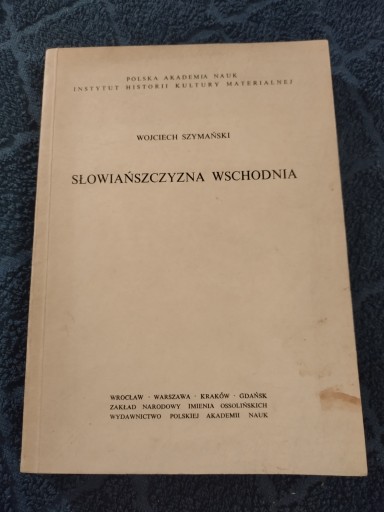 POLSKA AKADEMIA NAUK
INSTYTUT HISTORII KULTURY MATERIALNEJ
WOJCIECH SZYMAŃSKI
SŁOWIAŃSZCZYZNA WSCHODNIA
WROCŁAW · WARSZAWA · KRAKÓW · GDAŃSK
ZAKŁAD NARODOWY IMIENIA OSSOLIŃSKICH
WYDAWNICTWO POLSKIEJ AKADEMII NAUK